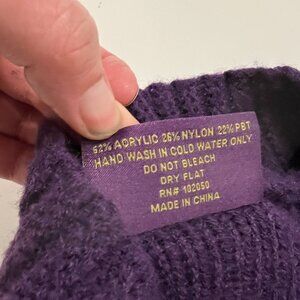 52% ACRYLIC 26% NYLON 22% PBT
HAND WASH IN COLD WATER ONLY
DO NOT BLEACH
DRY FLAT
RN# 182050
MADE IN CHINA